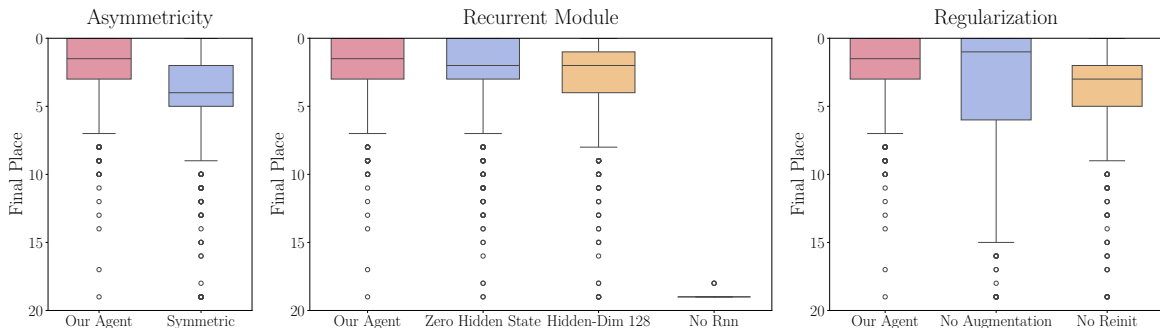 Asymmetricity
Final Place
0
5
10
15
20
Our Agent
Symmetric
Recurrent Module
Final Place
0
5
10
15
20
Our Agent
Zero Hidden State
Hidden-Dim 128
No Rnn
Regularization
Final Place
0
5
10
15
20
Our Agent
No Augmentation
No Reinit